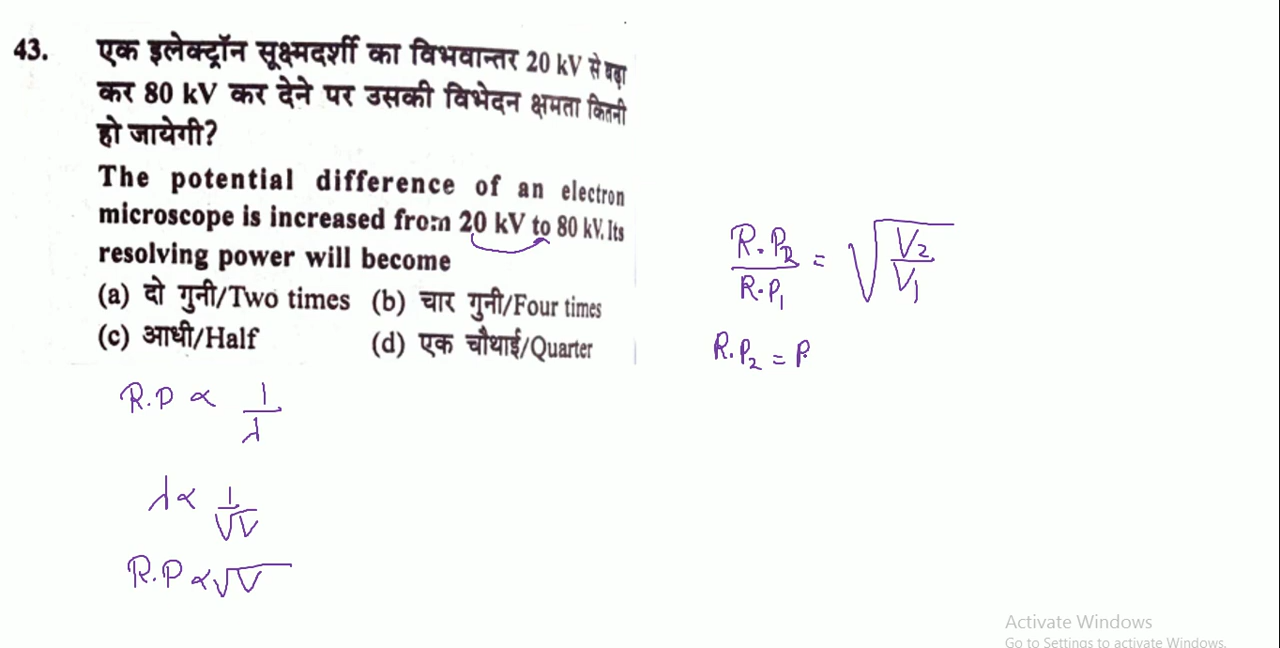 43. एक इलेक्ट्रॉन सूक्ष्मदर्शी का विभवान्तर 20 kV से बढ़ा
कर 80 kV कर देने पर उसकी विभेदन क्षमता कितनी
हो जायेगी?
The potential difference of an electron
microscope is increased from 20 kV to 80 kV. Its
resolving power will become
(a) दो गुनी/Two times (b) चार गुनी/Four times
(c) आधी/Half (d) एक चौथाई/Quarter
R.P ∝ 1/λ
λ ∝ 1/√V
R.P ∝ √V
R.P₂/R.P₁ = √(V₂/V₁)
R.P₂ = P
Activate Windows
Go to Settings to activate Windows.